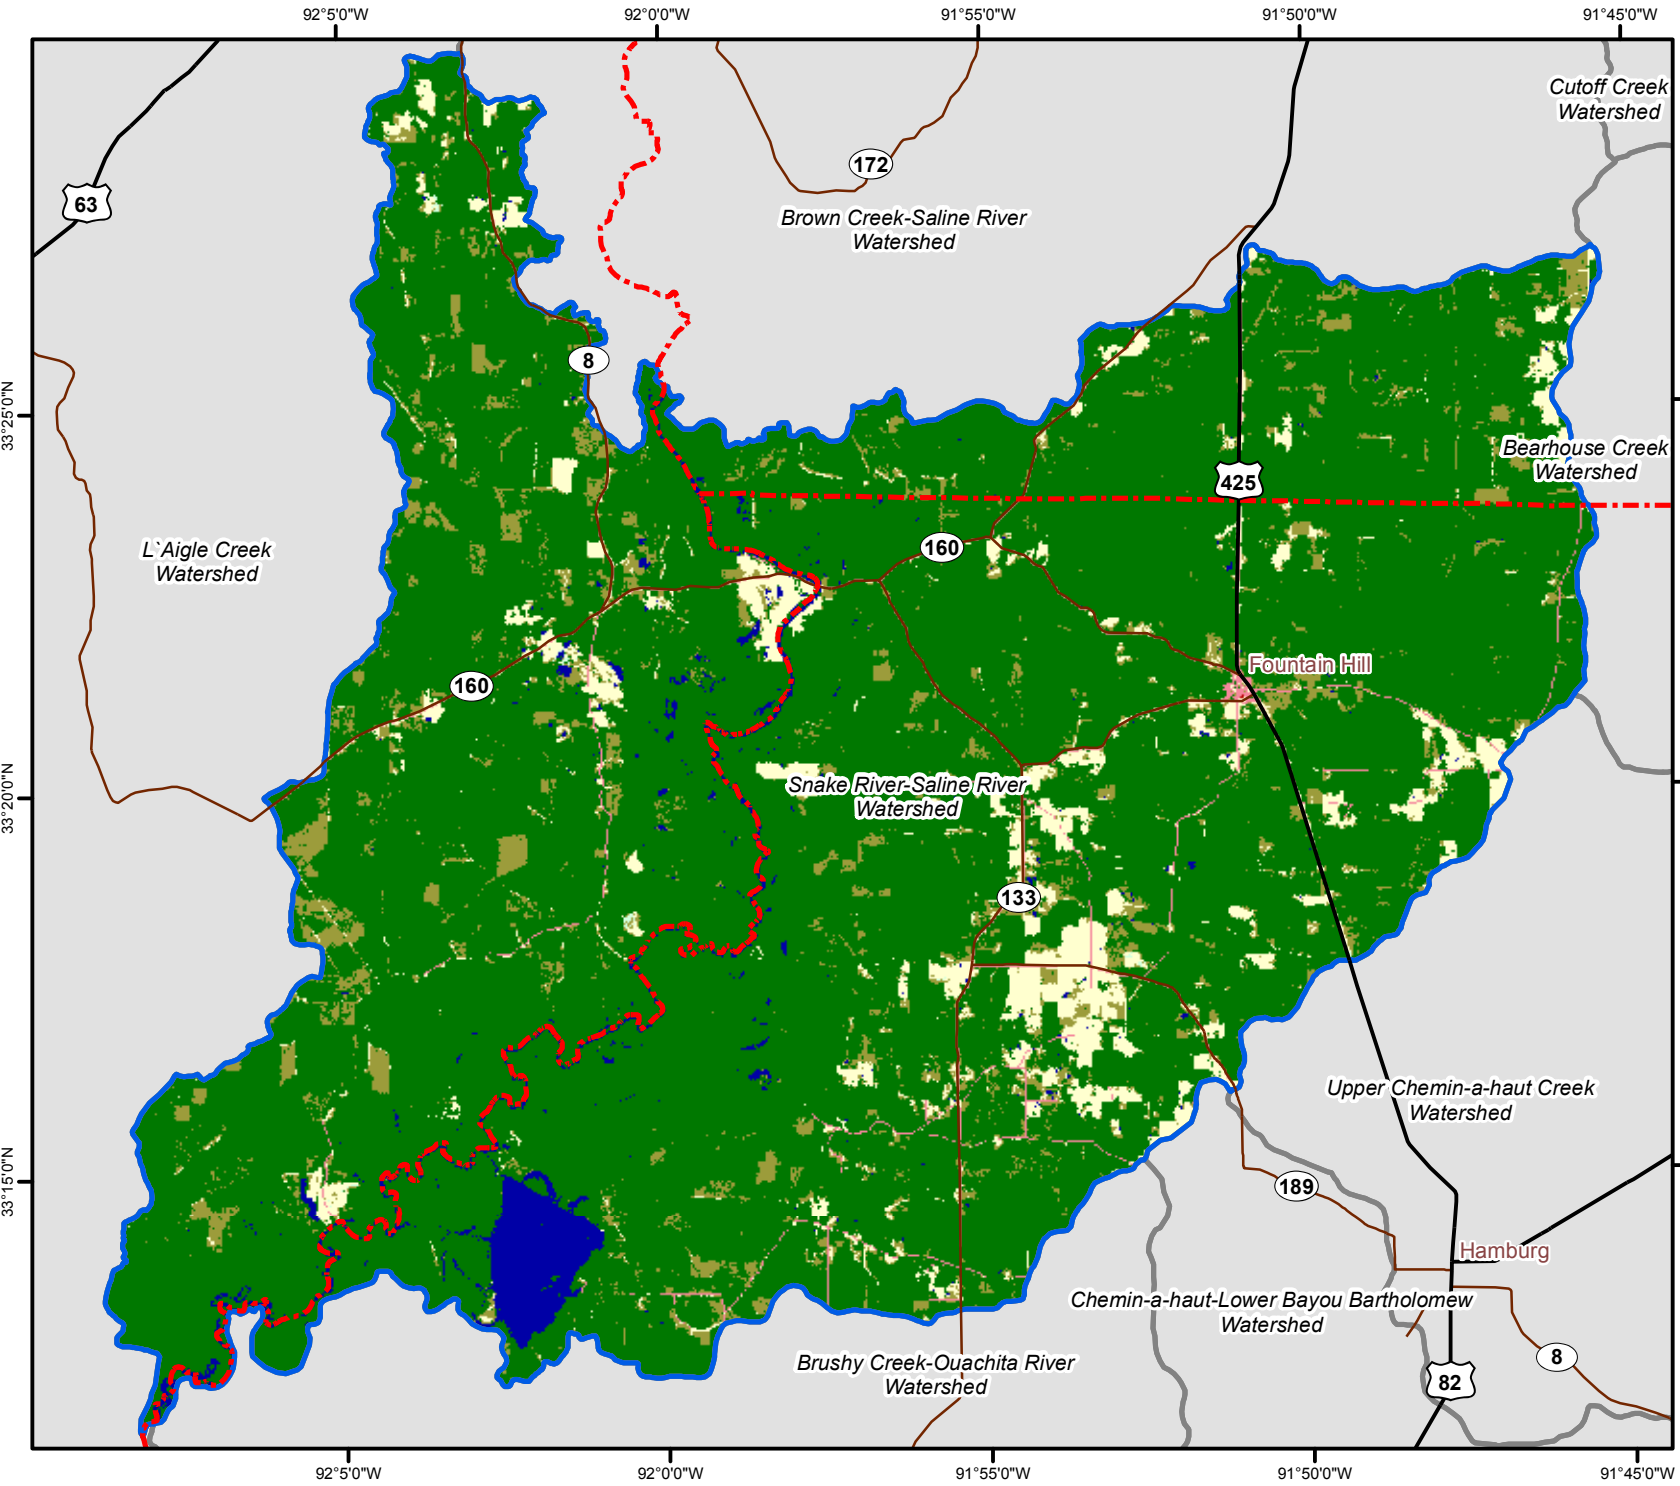 92°5'0"W
92°0'0"W
91°55'0"W
91°50'0"W
91°45'0"W
Cutoff Creek
Watershed
172
63
Brown Creek-Saline River
Watershed
8
33°25'0"N
Bearhouse Creek
Watershed
425
L`Aigle Creek
Watershed
160
Fountain Hill
160
33°20'0"N
Snake River-Saline River
Watershed
133
Upper Chemin-a-haut Creek
Watershed
33°15'0"N
189
Hamburg
Chemin-a-haut-Lower Bayou Bartholomew
Watershed
Brushy Creek-Ouachita River
Watershed
8
82
92°5'0"W
92°0'0"W
91°55'0"W
91°50'0"W
91°45'0"W